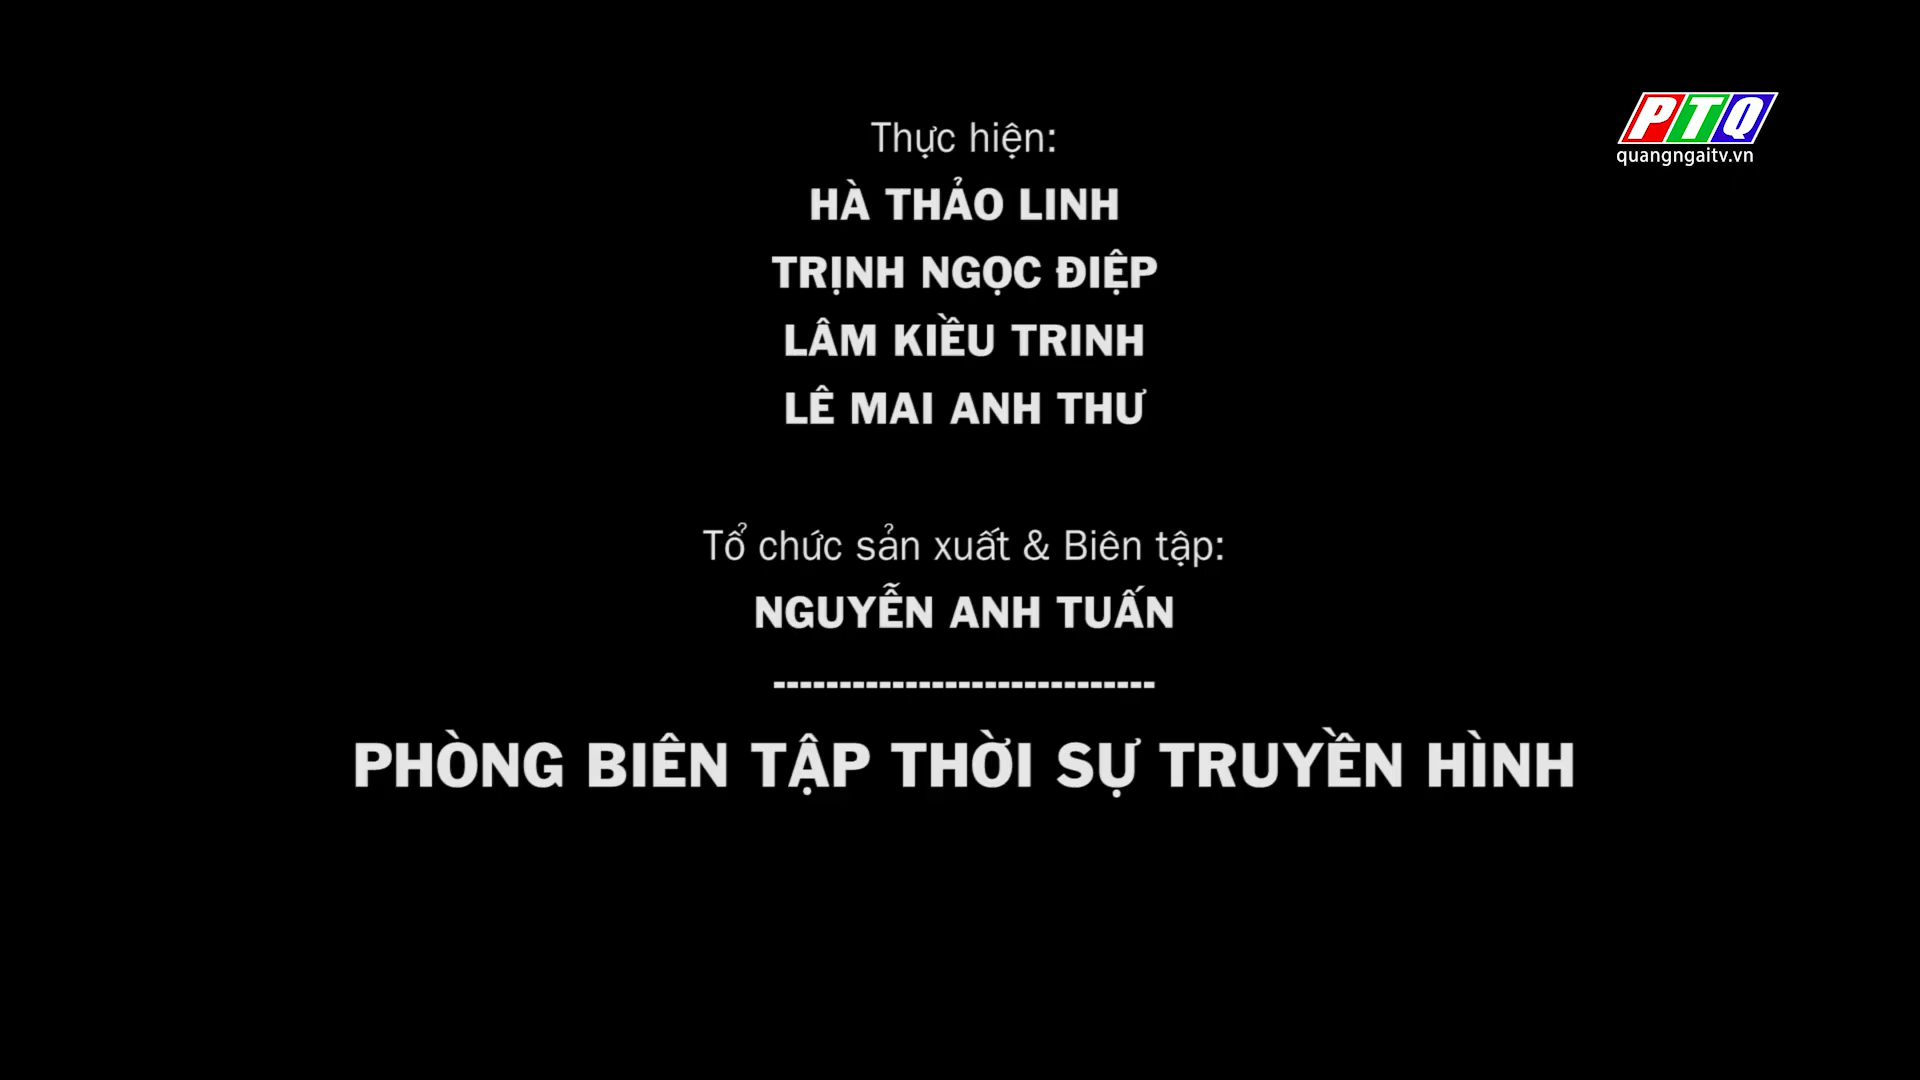 Thực hiện:
HÀ THẢO LINH
TRỊNH NGỌC ĐIỆP
LÂM KIỀU TRINH
LÊ MAI ANH THƯ
Tổ chức sản xuất & Biên tập:
NGUYỄN ANH TUẤN
-----------------------------
PHÒNG BIÊN TẬP THỜI SỰ TRUYỀN HÌNH
PTQ
quangngaitv.vn